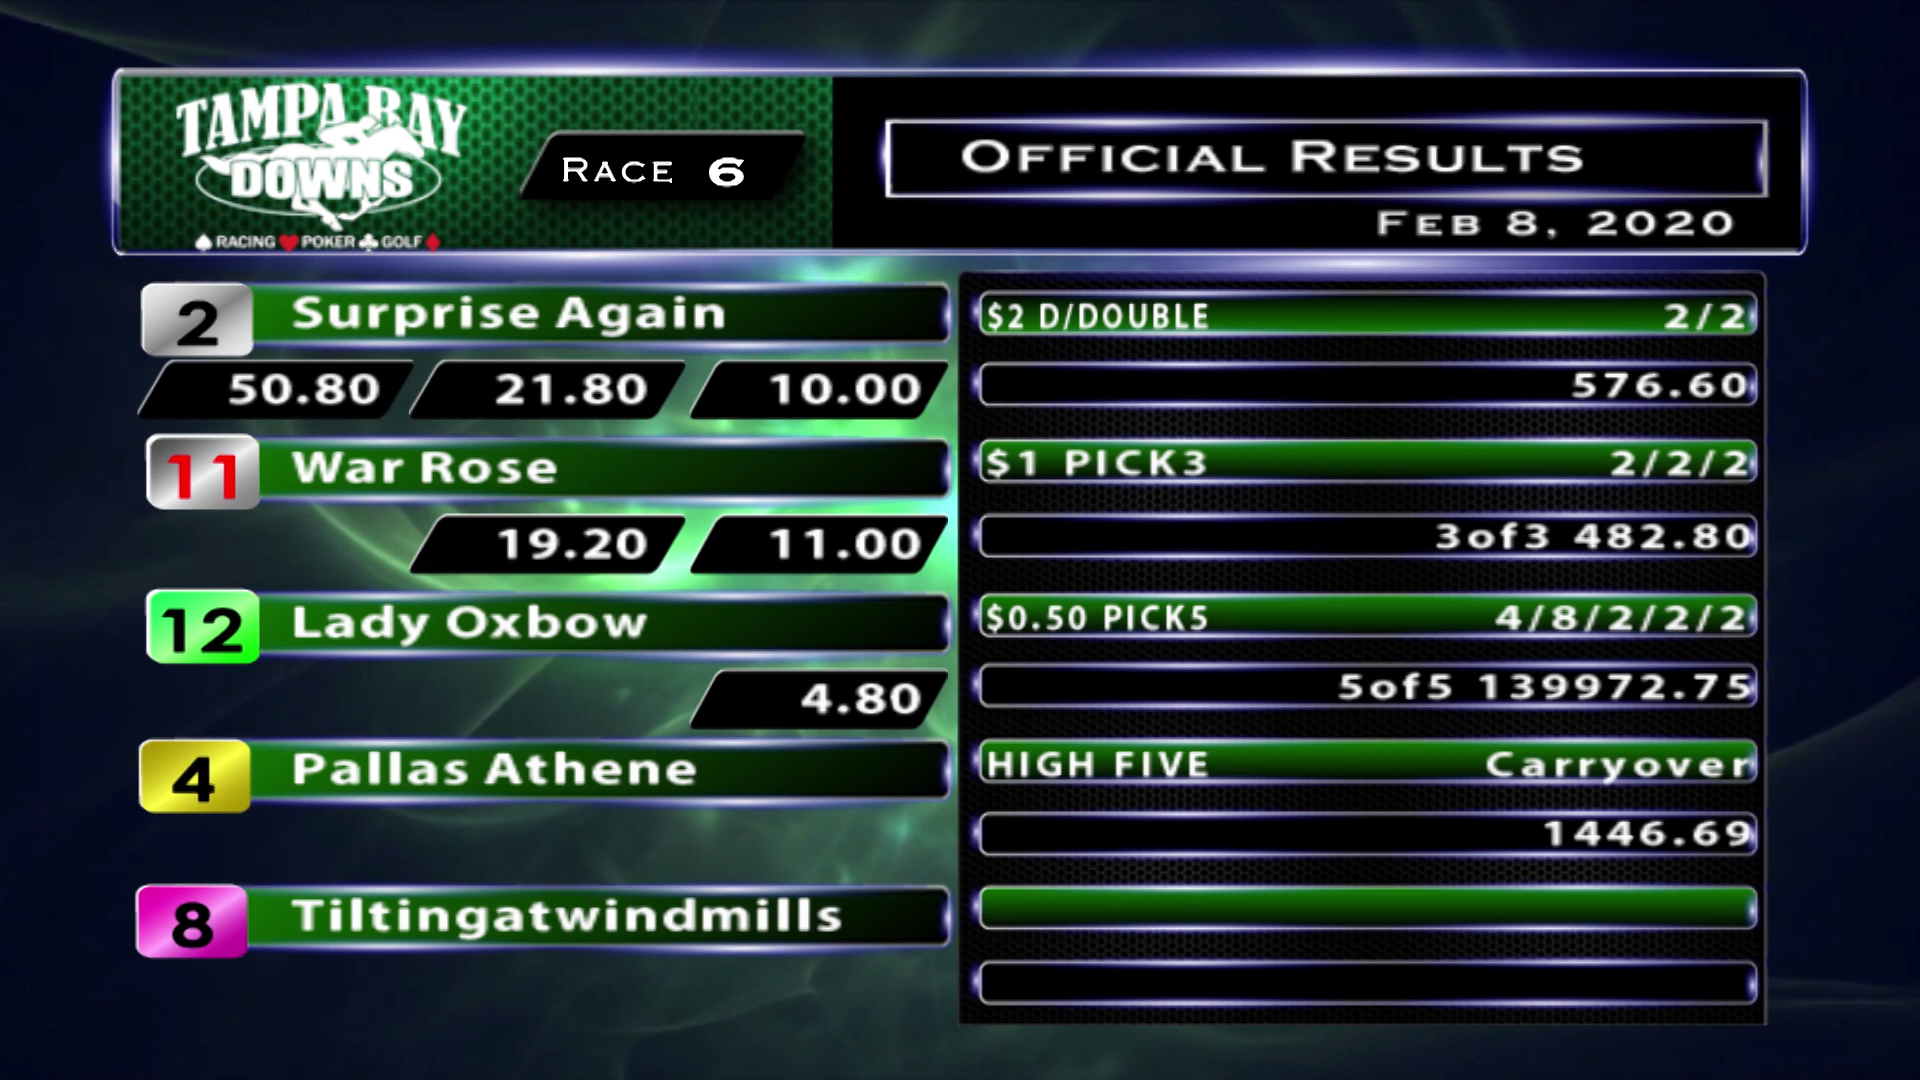 TAMPA BAY
DOWNS
RACING POKER GOLF
RACE 6
OFFICIAL RESULTS
FEB 8, 2020
2 Surprise Again
50.80 21.80 10.00
11 War Rose
19.20 11.00
12 Lady Oxbow
4.80
4 Pallas Athene
8 Tiltingatwindmills
$2 D/DOUBLE 2/2
576.60
$1 PICK3 2/2/2
3of3 482.80
$0.50 PICK5 4/8/2/2/2
5of5 139972.75
HIGH FIVE Carryover
1446.69